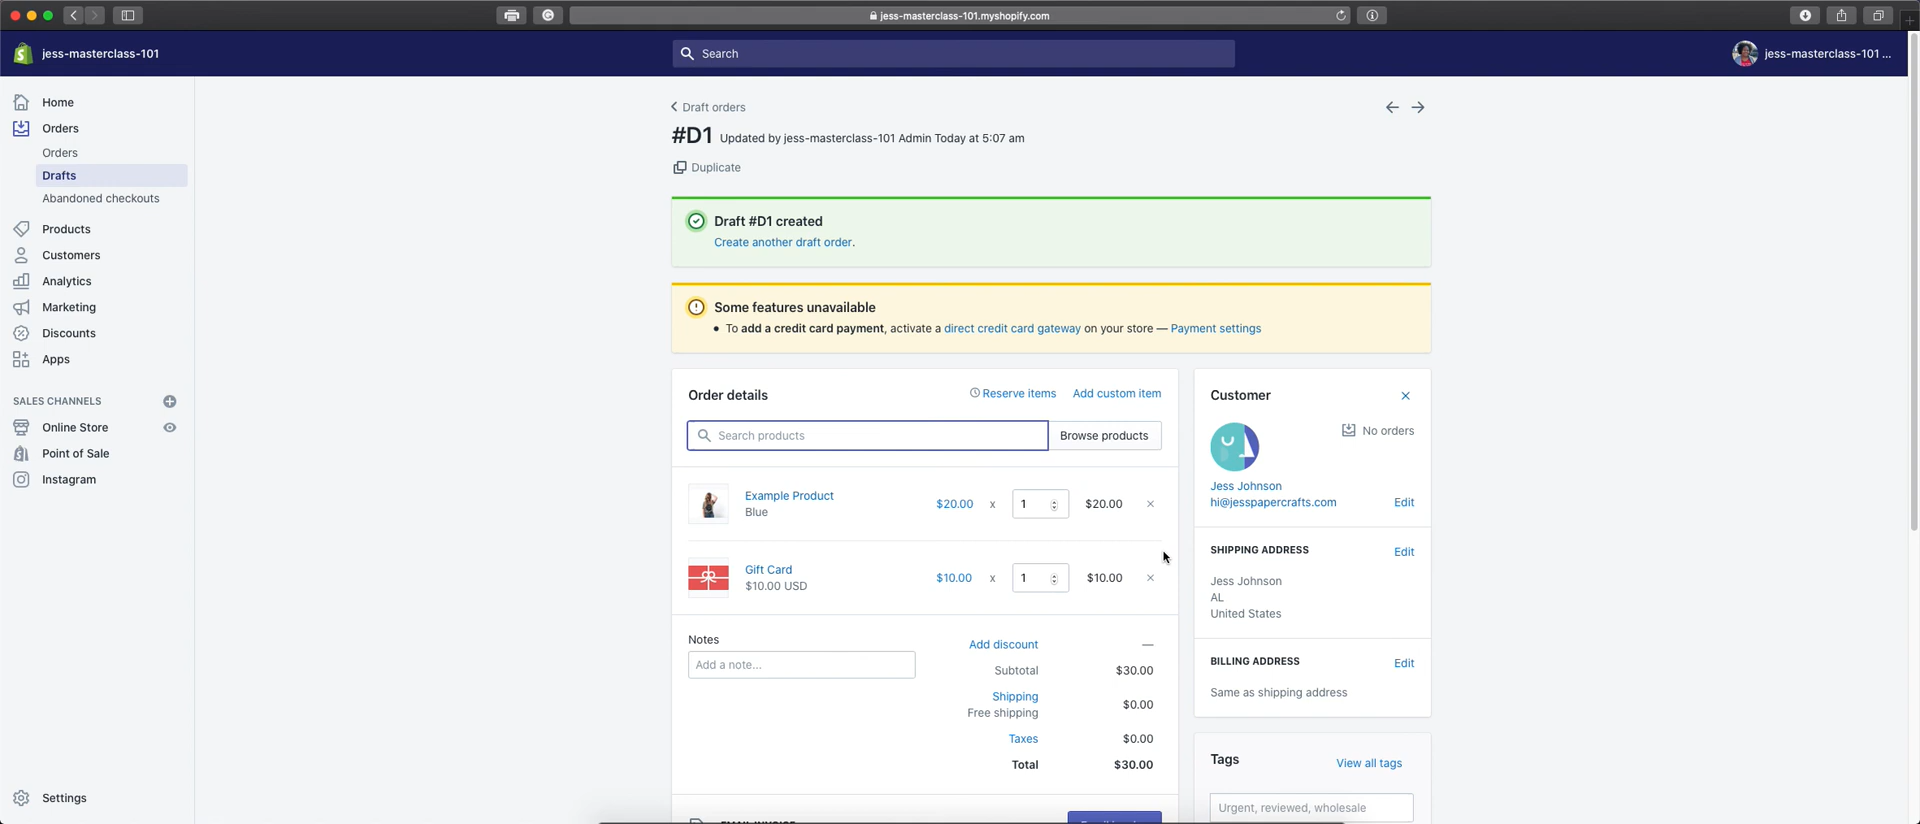 jess-masterclass-101.myshopify.com
jess-masterclass-101
Search
jess-masterclass-101 ...
Home
Orders
Orders
Drafts
Abandoned checkouts
Products
Customers
Analytics
Marketing
Discounts
Apps
SALES CHANNELS
Online Store
Point of Sale
Instagram
Settings
Draft orders
#D1 Updated by jess-masterclass-101 Admin Today at 5:07 am
Duplicate
Draft #D1 created
Create another draft order.
Some features unavailable
• To add a credit card payment, activate a direct credit card gateway on your store — Payment settings
Order details Reserve items Add custom item
Search products Browse products
Example Product
Blue
$20.00 x 1 $20.00 ×
Gift Card
$10.00 USD
$10.00 x 1 $10.00 ×
Notes
Add a note...
Add discount —
Subtotal $30.00
Shipping
Free shipping
$0.00
Taxes $0.00
Total $30.00
Customer
No orders
Jess Johnson
hi@jesspapercrafts.com Edit
SHIPPING ADDRESS Edit
Jess Johnson
AL
United States
BILLING ADDRESS Edit
Same as shipping address
Tags View all tags
Urgent, reviewed, wholesale